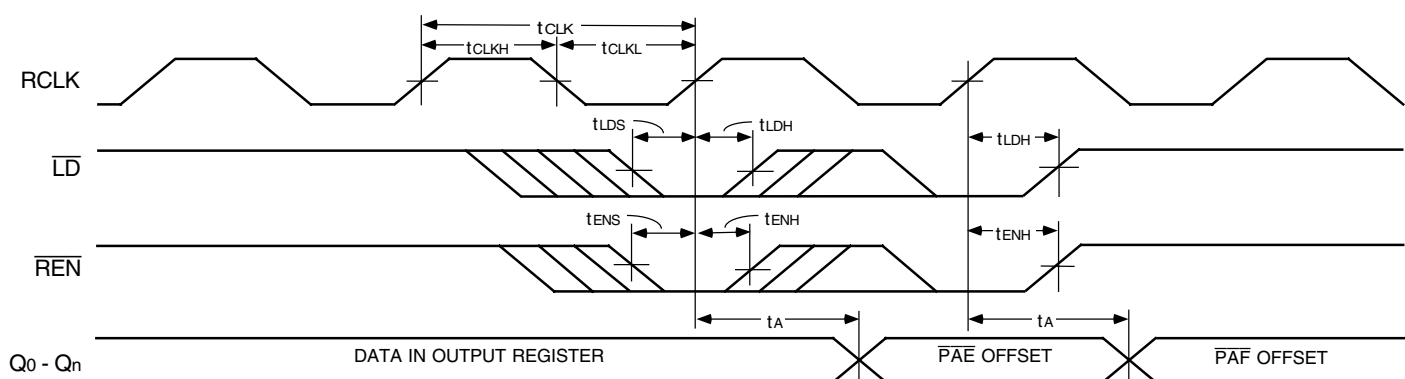 tCLK
tCLKH tCLKL
RCLK
tLDS tLDH
tLDH
LD
tENS tENH
tENH
REN
tA tA
Q0 - Qn DATA IN OUTPUT REGISTER PAE OFFSET PAF OFFSET